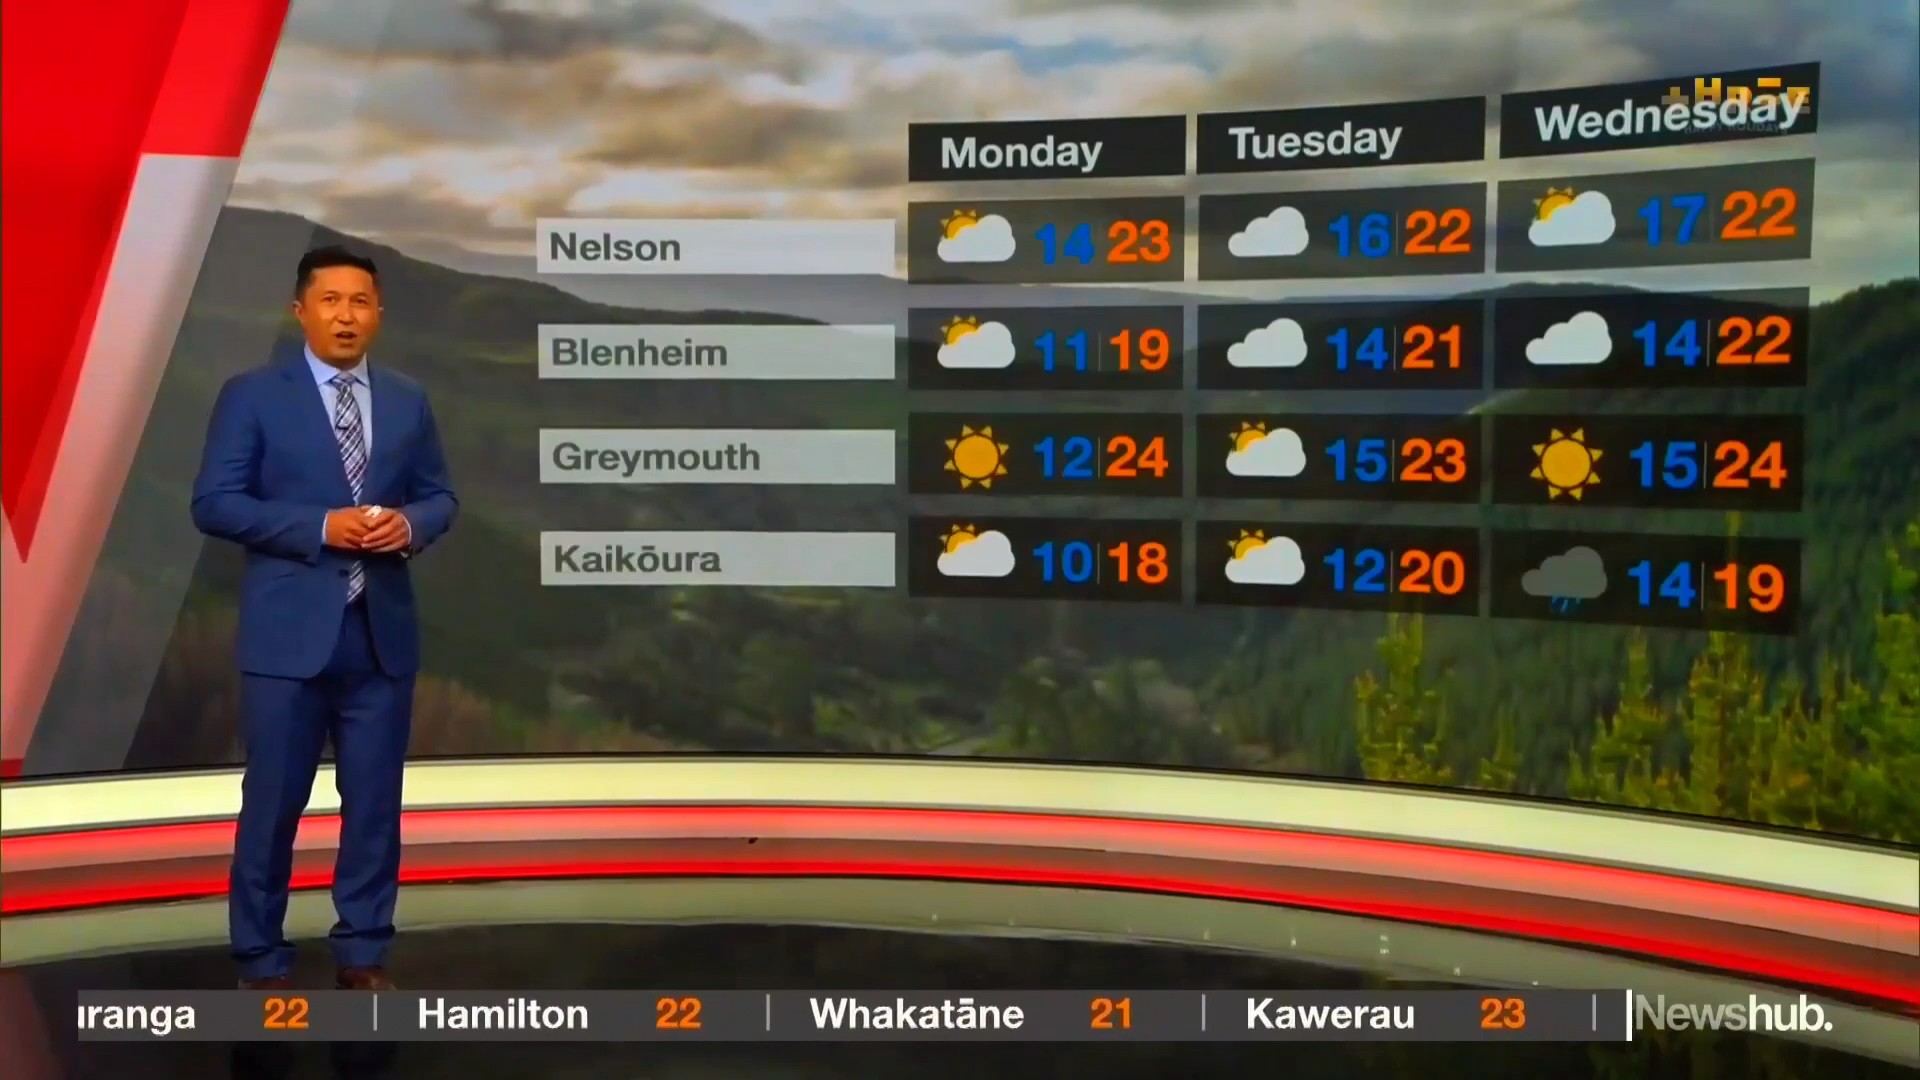 Monday Tuesday Wednesday
Nelson 14 23 16 22 17 22
Blenheim 11 19 14 21 14 22
Greymouth 12 24 15 23 15 24
Kaikōura 10 18 12 20 14 19
uranga 22 | Hamilton 22 | Whakatāne 21 | Kawerau 23 | Newshub.